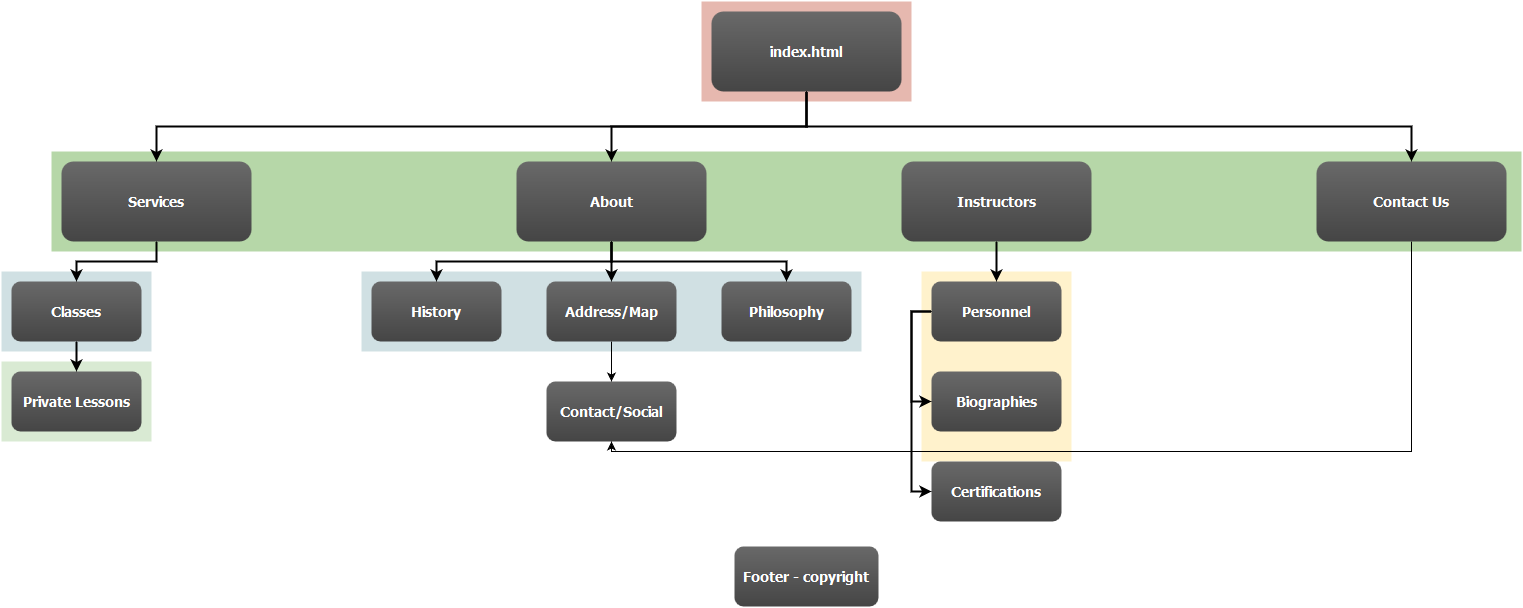 index.html
Services
About
Instructors
Contact Us
Classes
History
Address/Map
Philosophy
Personnel
Private Lessons
Contact/Social
Biographies
Certifications
Footer - copyright